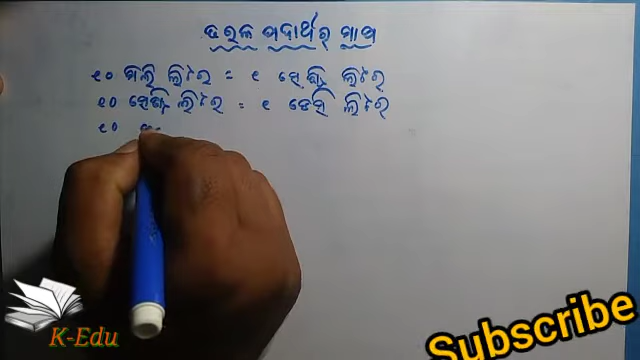 ତରଳ ପଦାର୍ଥର ମାପ
୧୦ ମିଲି ଲିଟର = ୧ ସେଣ୍ଟି ଲିଟର
୧୦ ସେଣ୍ଟି ଲିଟର = ୧ ଡେସି ଲିଟର
୧୦
K-Edu
Subscribe